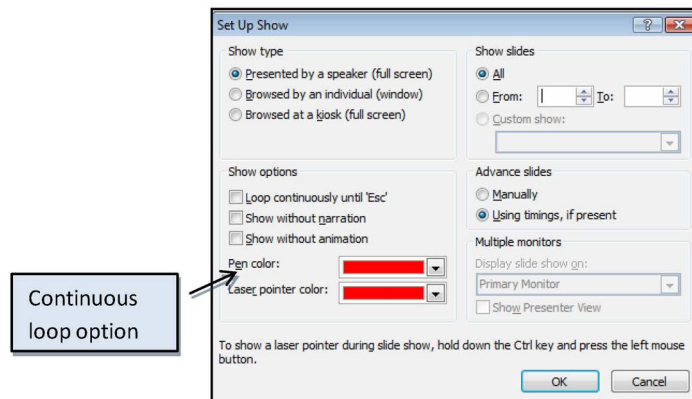 Set Up Show
Show type
Presented by a speaker (full screen)
Browsed by an individual (window)
Browsed at a kiosk (full screen)
Show slides
All
From: To:
Custom show:
Show options
Loop continuously until 'Esc'
Show without narration
Show without animation
Pen color:
Laser pointer color:
Advance slides
Manually
Using timings, if present
Multiple monitors
Display slide show on:
Primary Monitor
Show Presenter View
Continuous
loop option
To show a laser pointer during slide show, hold down the Ctrl key and press the left mouse
button.
OK Cancel